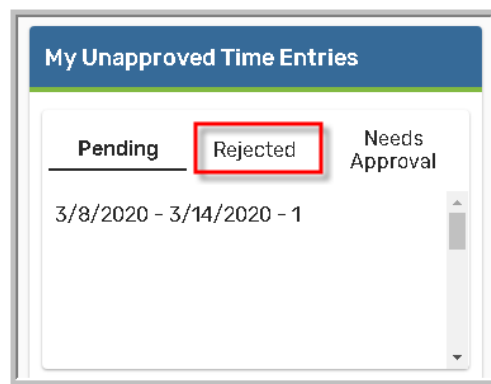 My Unapproved Time Entries
Pending Rejected Needs Approval
3/8/2020 - 3/14/2020 - 1